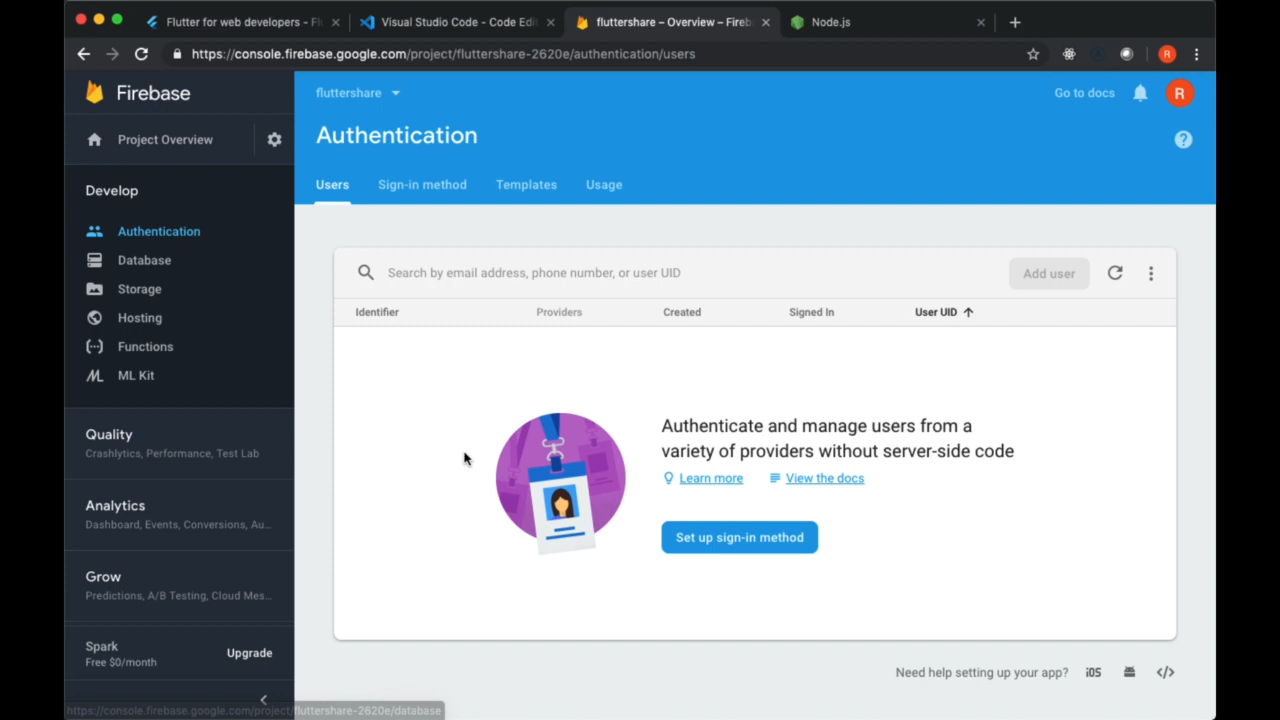 Flutter for web developers - Fl
Visual Studio Code - Code Edit
fluttershare – Overview – Fireb
Node.js
https://console.firebase.google.com/project/fluttershare-2620e/authentication/users
R
Firebase
fluttershare
Go to docs
R
Project Overview
Authentication
?
Develop
Users
Sign-in method
Templates
Usage
Authentication
Database
Storage
Hosting
Functions
ML Kit
Search by email address, phone number, or user UID
Add user
Identifier
Providers
Created
Signed In
User UID
Authenticate and manage users from a
variety of providers without server-side code
Learn more
View the docs
Set up sign-in method
Quality
Crashlytics, Performance, Test Lab
Analytics
Dashboard, Events, Conversions, Au...
Grow
Predictions, A/B Testing, Cloud Mes...
Spark
Free $0/month
Upgrade
Need help setting up your app?
iOS
https://console.firebase.google.com/project/fluttershare-2620e/database